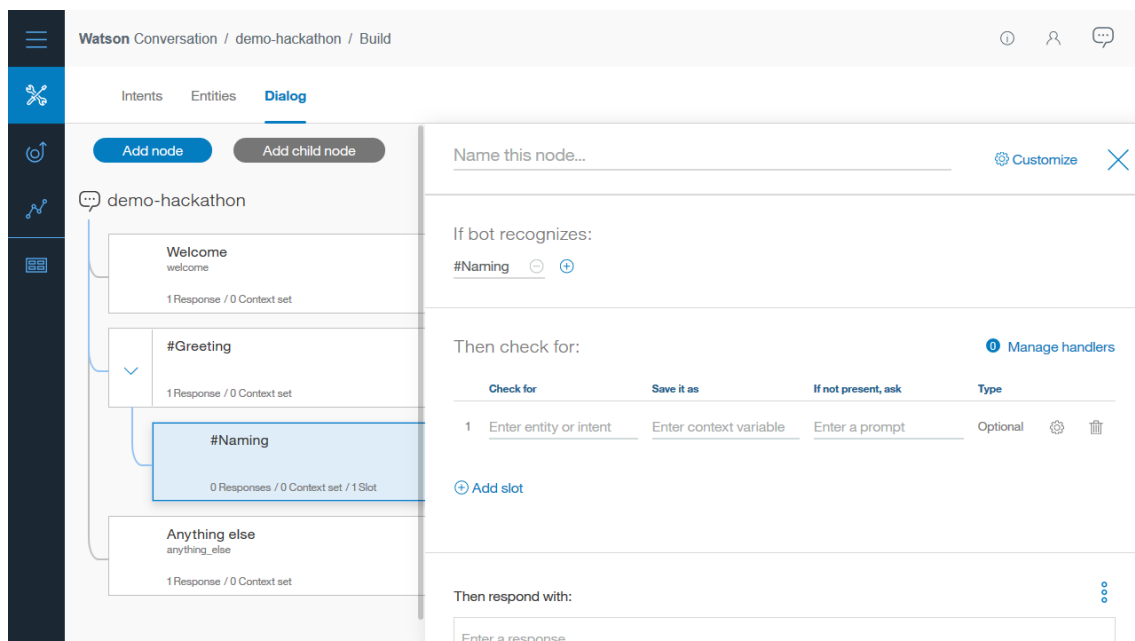 Watson Conversation / demo-hackathon / Build
Intents Entities Dialog
Add node Add child node
demo-hackathon
Welcome
welcome
1 Response / 0 Context set
#Greeting
1 Response / 0 Context set
#Naming
0 Responses / 0 Context set / 1 Slot
Anything else
anything_else
1 Response / 0 Context set
Name this node...
Customize
If bot recognizes:
#Naming
Then check for:
0 Manage handlers
Check for Save it as If not present, ask Type
1 Enter entity or intent Enter context variable Enter a prompt Optional
Add slot
Then respond with:
Enter a response